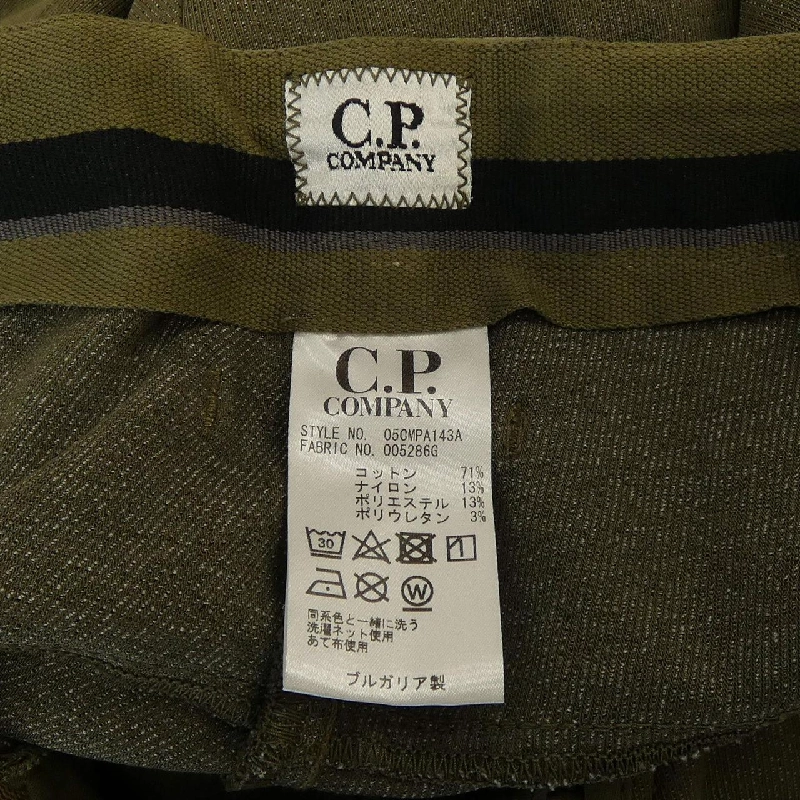 C.P.
COMPANY
C.P.
COMPANY
STYLE NO. 05CMPA143A
FABRIC NO. 005286G
コットン 71%
ナイロン 13%
ポリエステル 13%
ポリウレタン 3%
30
W
同系色と一緒に洗う
洗濯ネット使用
あて布使用
ブルガリア製